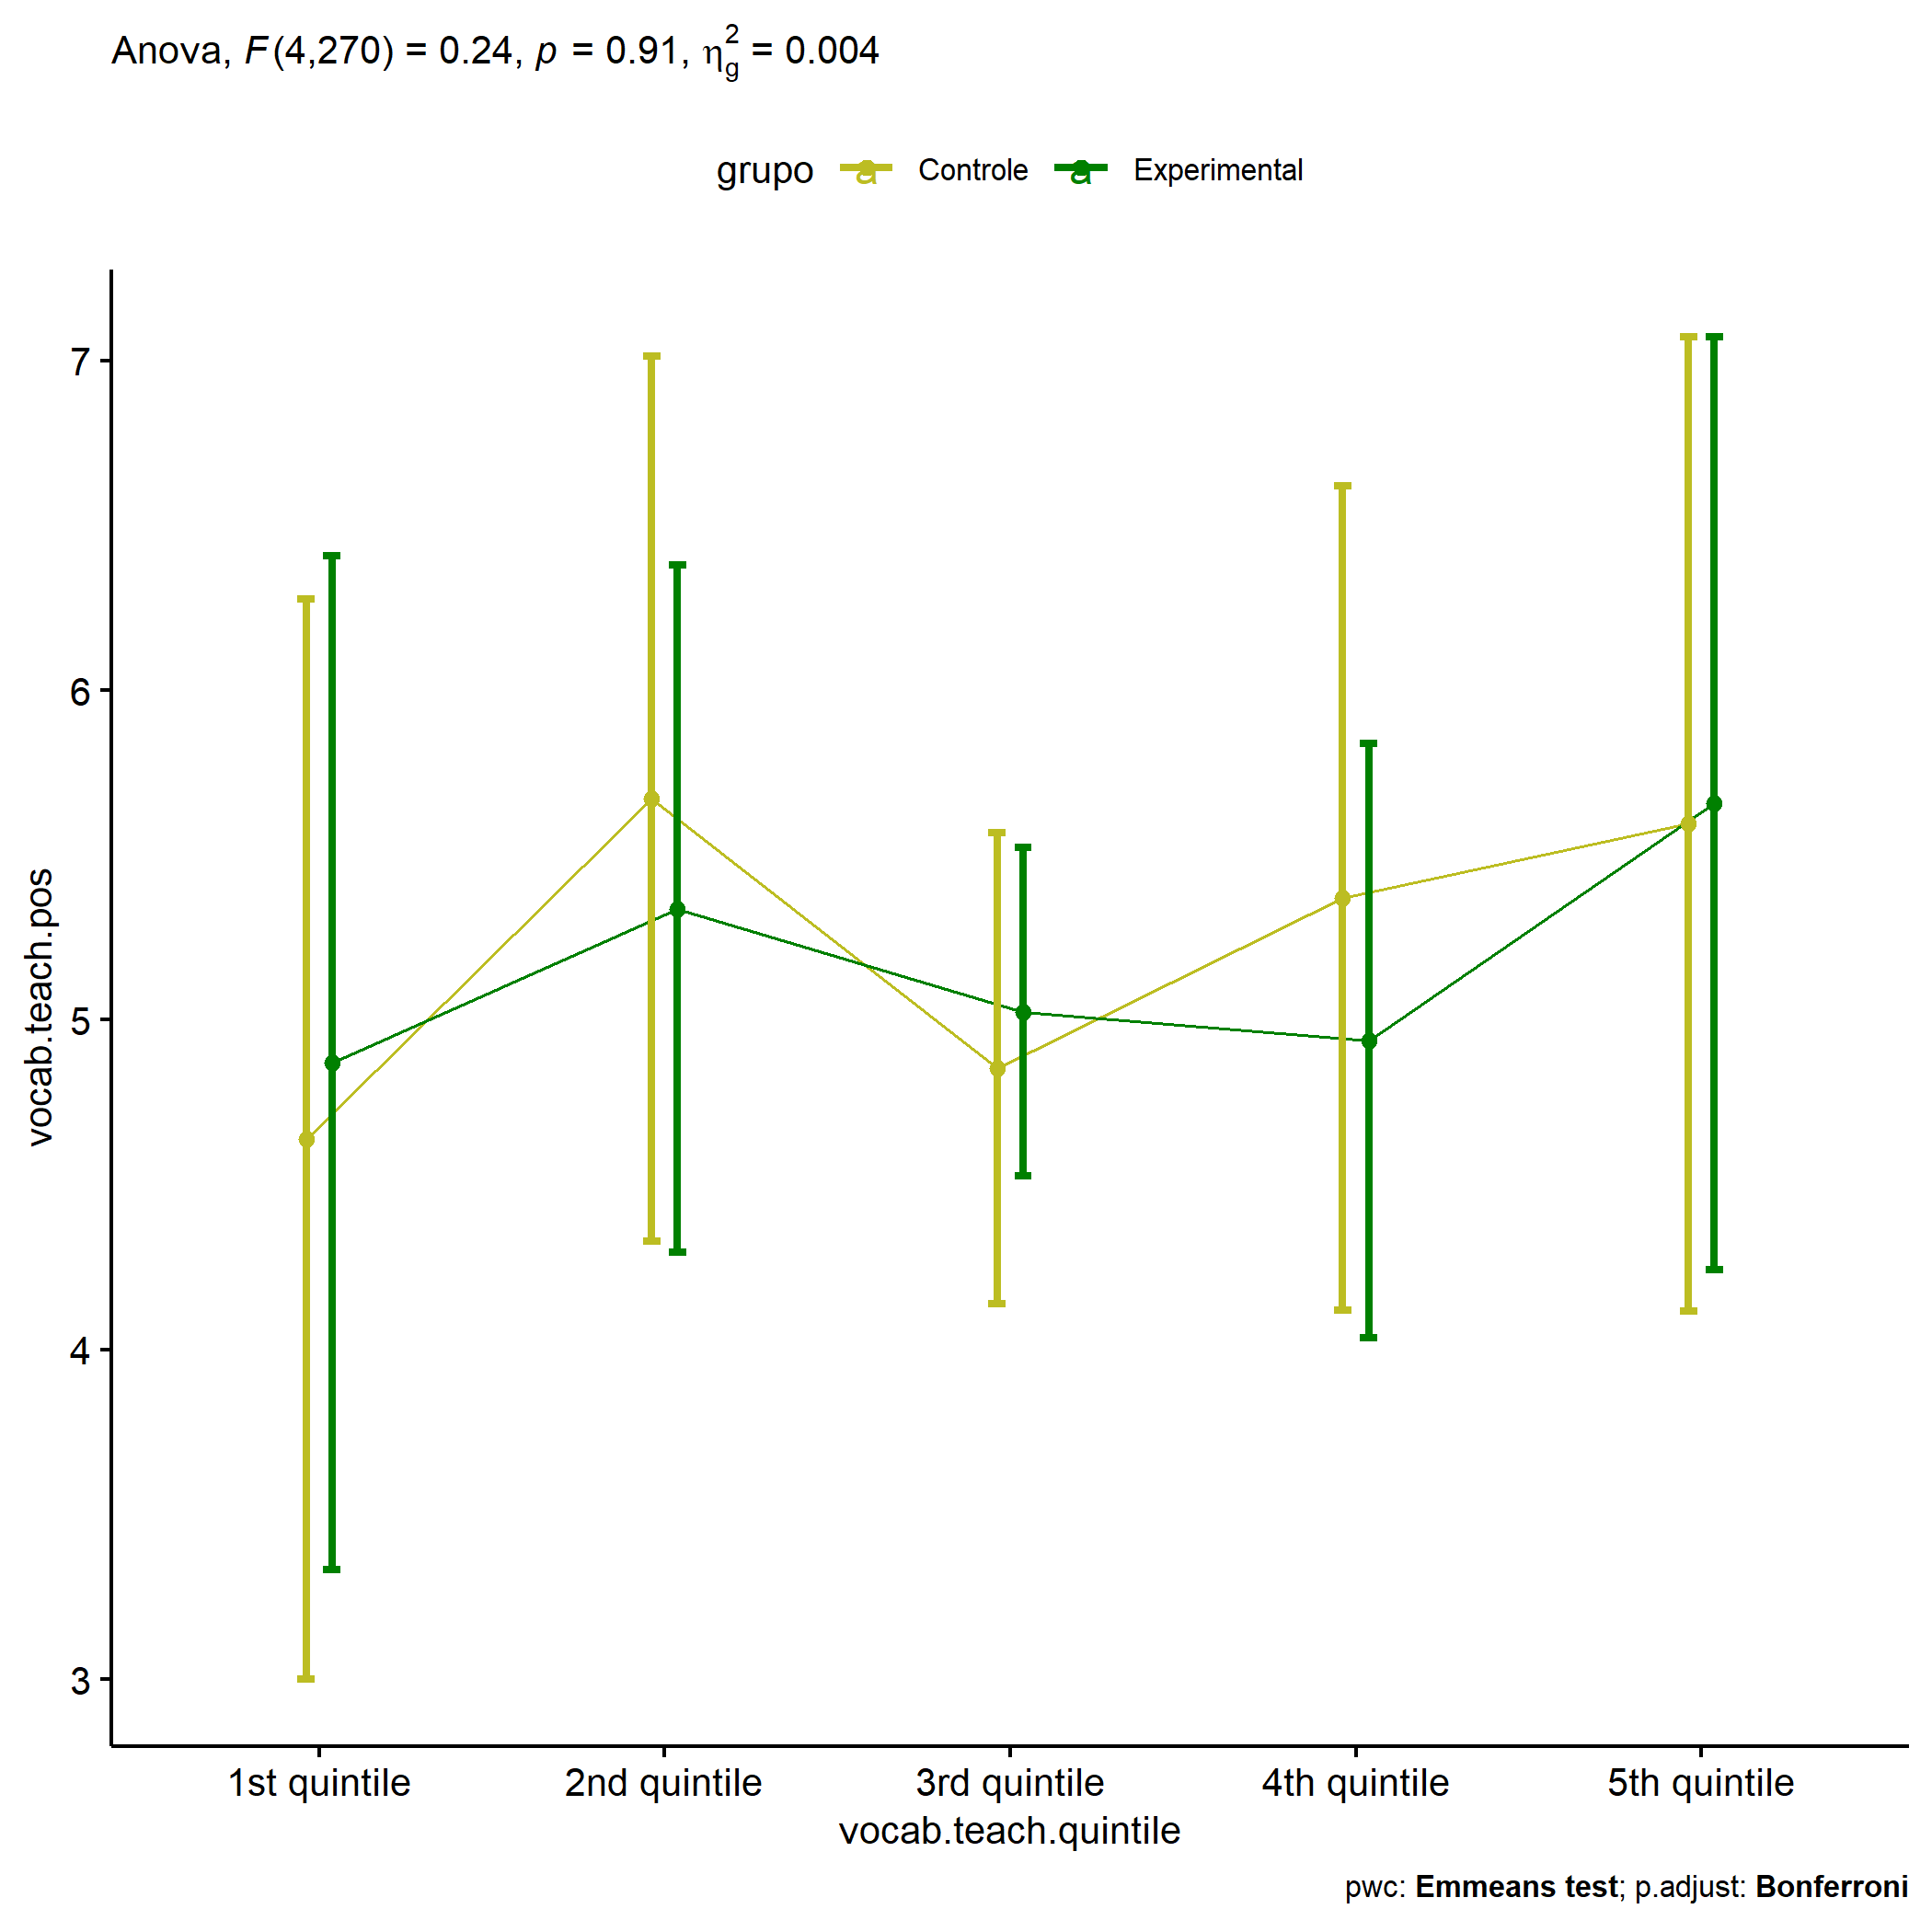 Anova, F(4,270) = 0.24, p = 0.91, η²g = 0.004
grupo a Controle a Experimental
7
6
5
4
3
vocab.teach.pos
1st quintile 2nd quintile 3rd quintile 4th quintile 5th quintile
vocab.teach.quintile
pwc: Emmeans test; p.adjust: Bonferroni